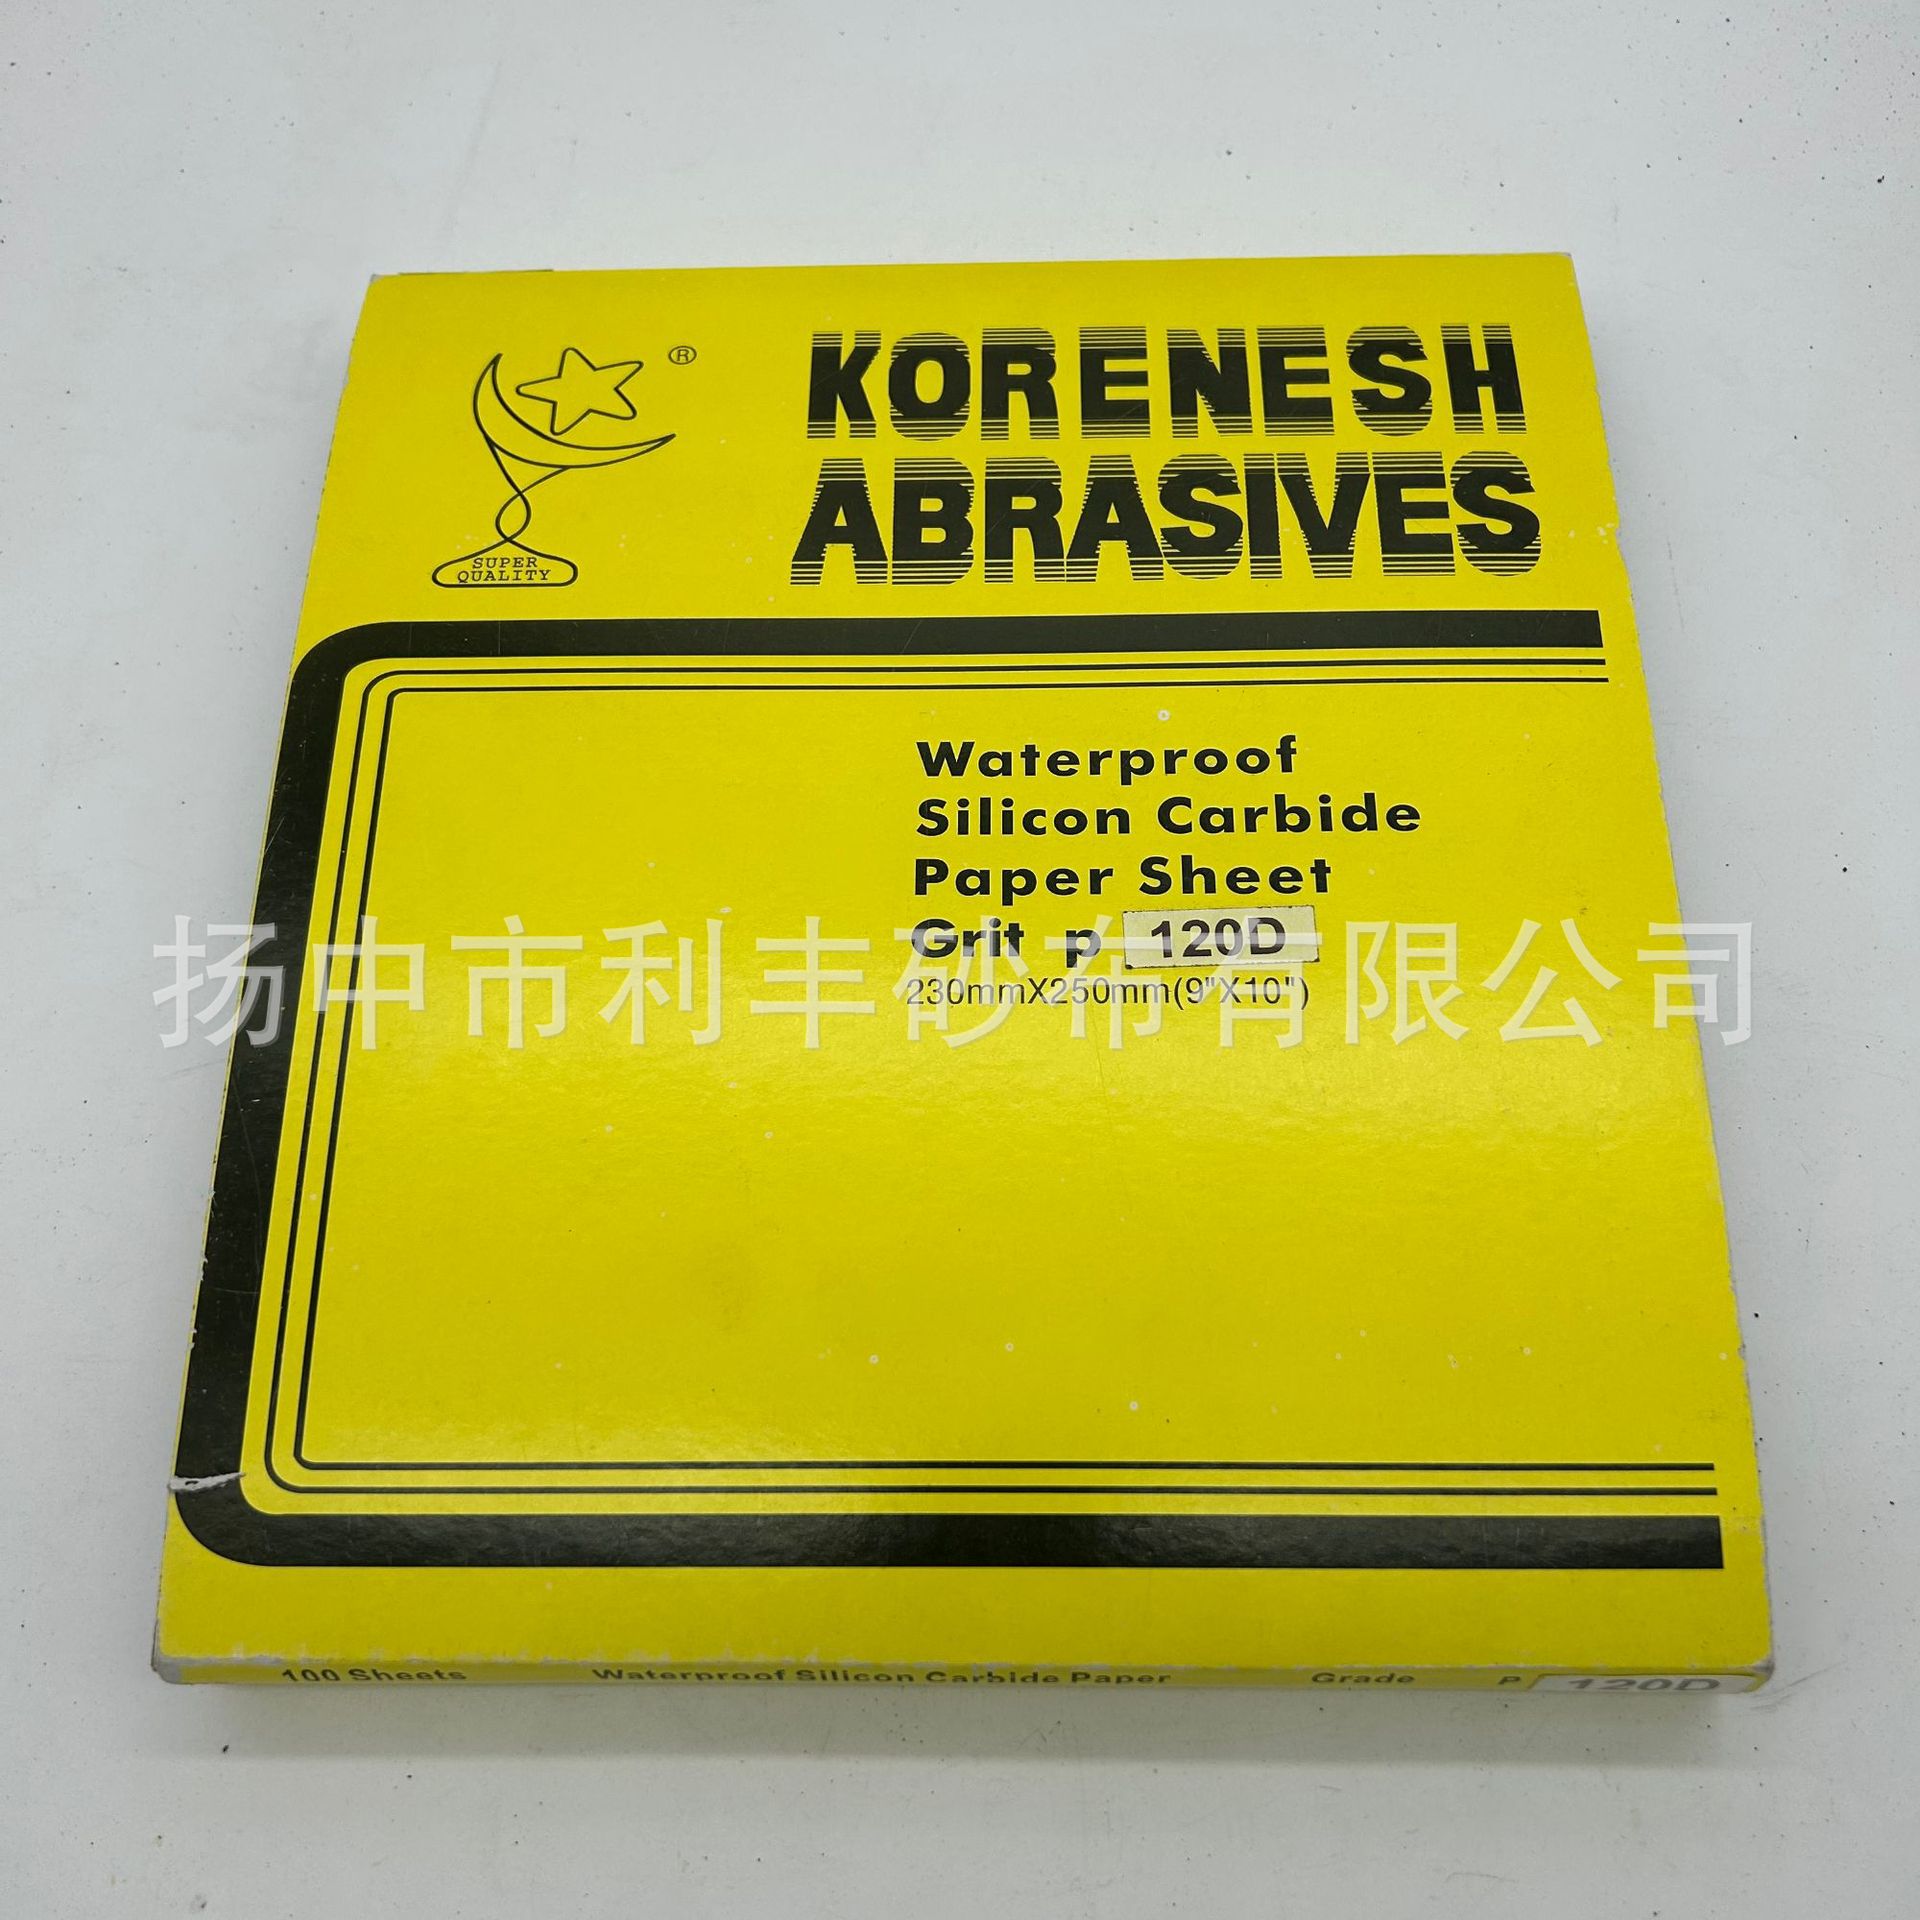 ®
KORENESH
ABRASIVES
SUPER
QUALITY
Waterproof
Silicon Carbide
Paper Sheet
Grit p 120D
扬中市利丰砂布有限公司
230mmX250mm(9"X10")
100 Sheets Waterproof Silicon Carbide Paper Grade P 120D